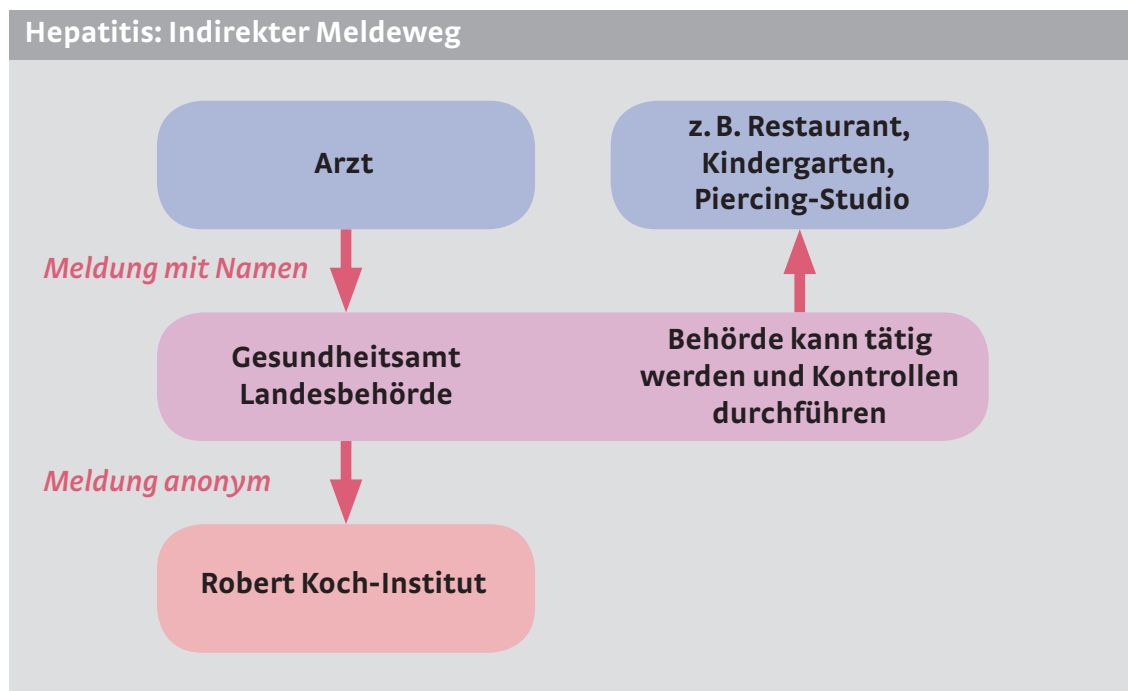 Hepatitis: Indirekter Meldeweg
Arzt
z. B. Restaurant,
Kindergarten,
Piercing-Studio
Meldung mit Namen
Gesundheitsamt
Landesbehörde
Behörde kann tätig
werden und Kontrollen
durchführen
Meldung anonym
Robert Koch-Institut